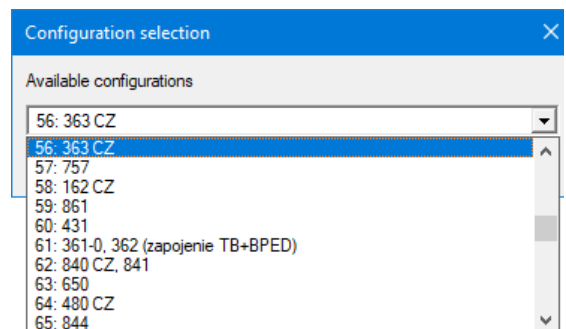 Configuration selection
Available configurations
56: 363 CZ
56: 363 CZ
57: 757
58: 162 CZ
59: 861
60: 431
61: 361-0, 362 (zapojenie TB+BPED)
62: 840 CZ, 841
63: 650
64: 480 CZ
65: 844